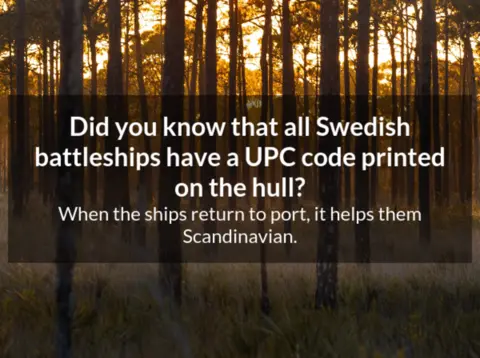 Did you know that all Swedish
battleships have a UPC code printed
on the hull?
When the ships return to port, it helps them
Scandinavian.